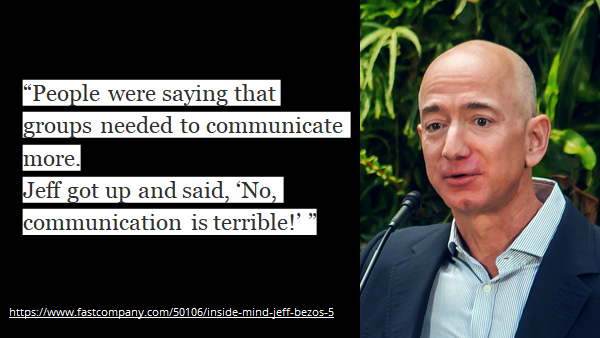 “People were saying that
groups needed to communicate
more.
Jeff got up and said, ‘No,
communication is terrible!’ ”
https://www.fastcompany.com/50106/inside-mind-jeff-bezos-5